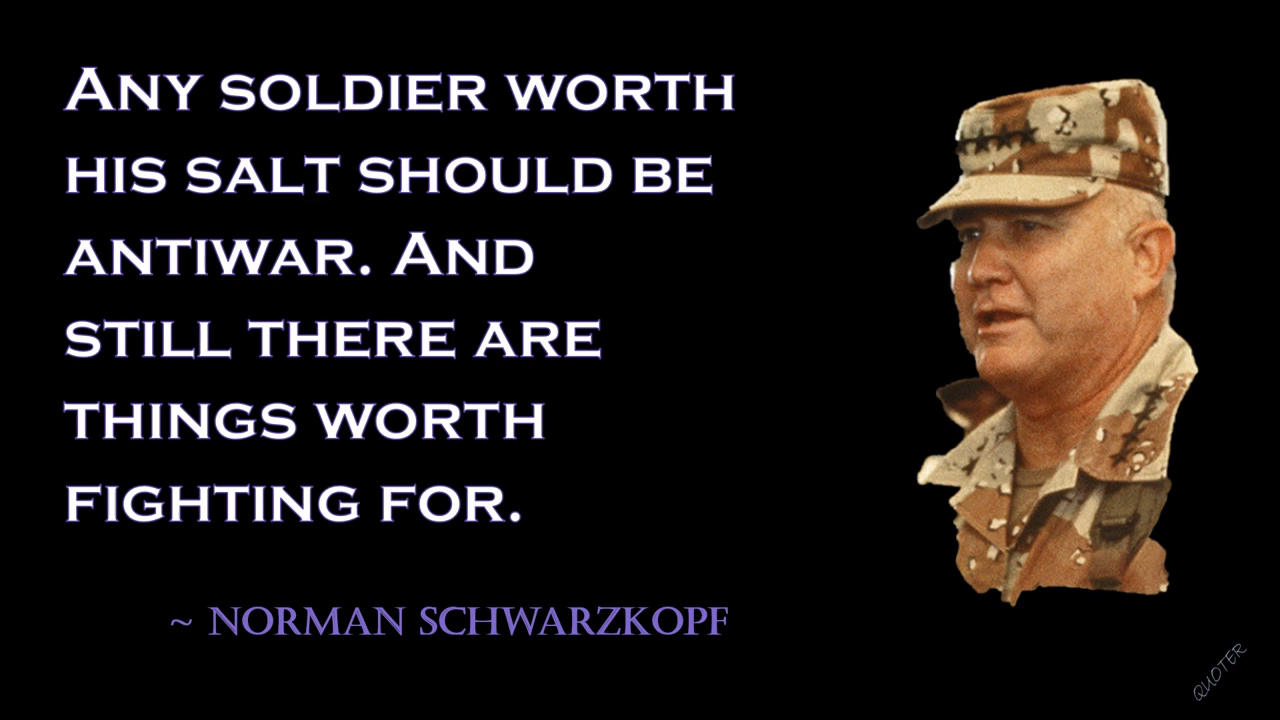 Any soldier worth
his salt should be
antiwar. And
still there are
things worth
fighting for.
~ Norman Schwarzkopf
QUOTER